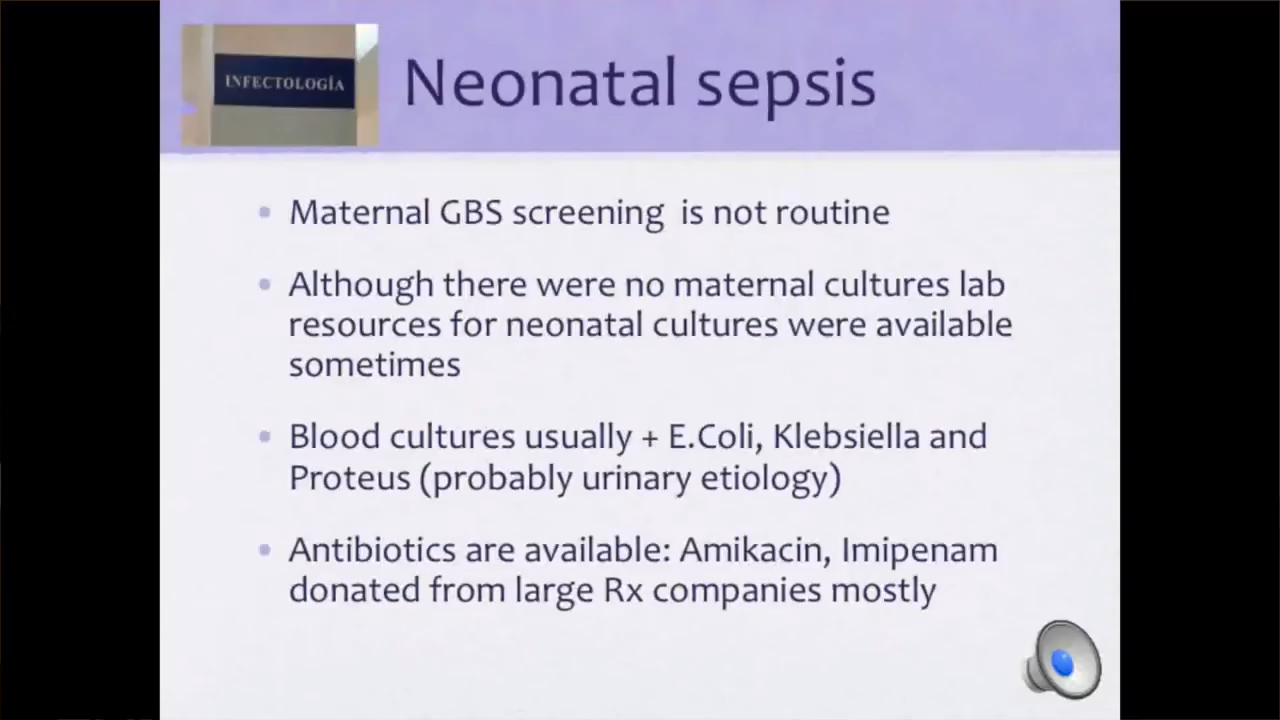 INFECTOLOGÍA
Neonatal sepsis
• Maternal GBS screening is not routine
• Although there were no maternal cultures lab
resources for neonatal cultures were available
sometimes
• Blood cultures usually + E.Coli, Klebsiella and
Proteus (probably urinary etiology)
• Antibiotics are available: Amikacin, Imipenam
donated from large Rx companies mostly